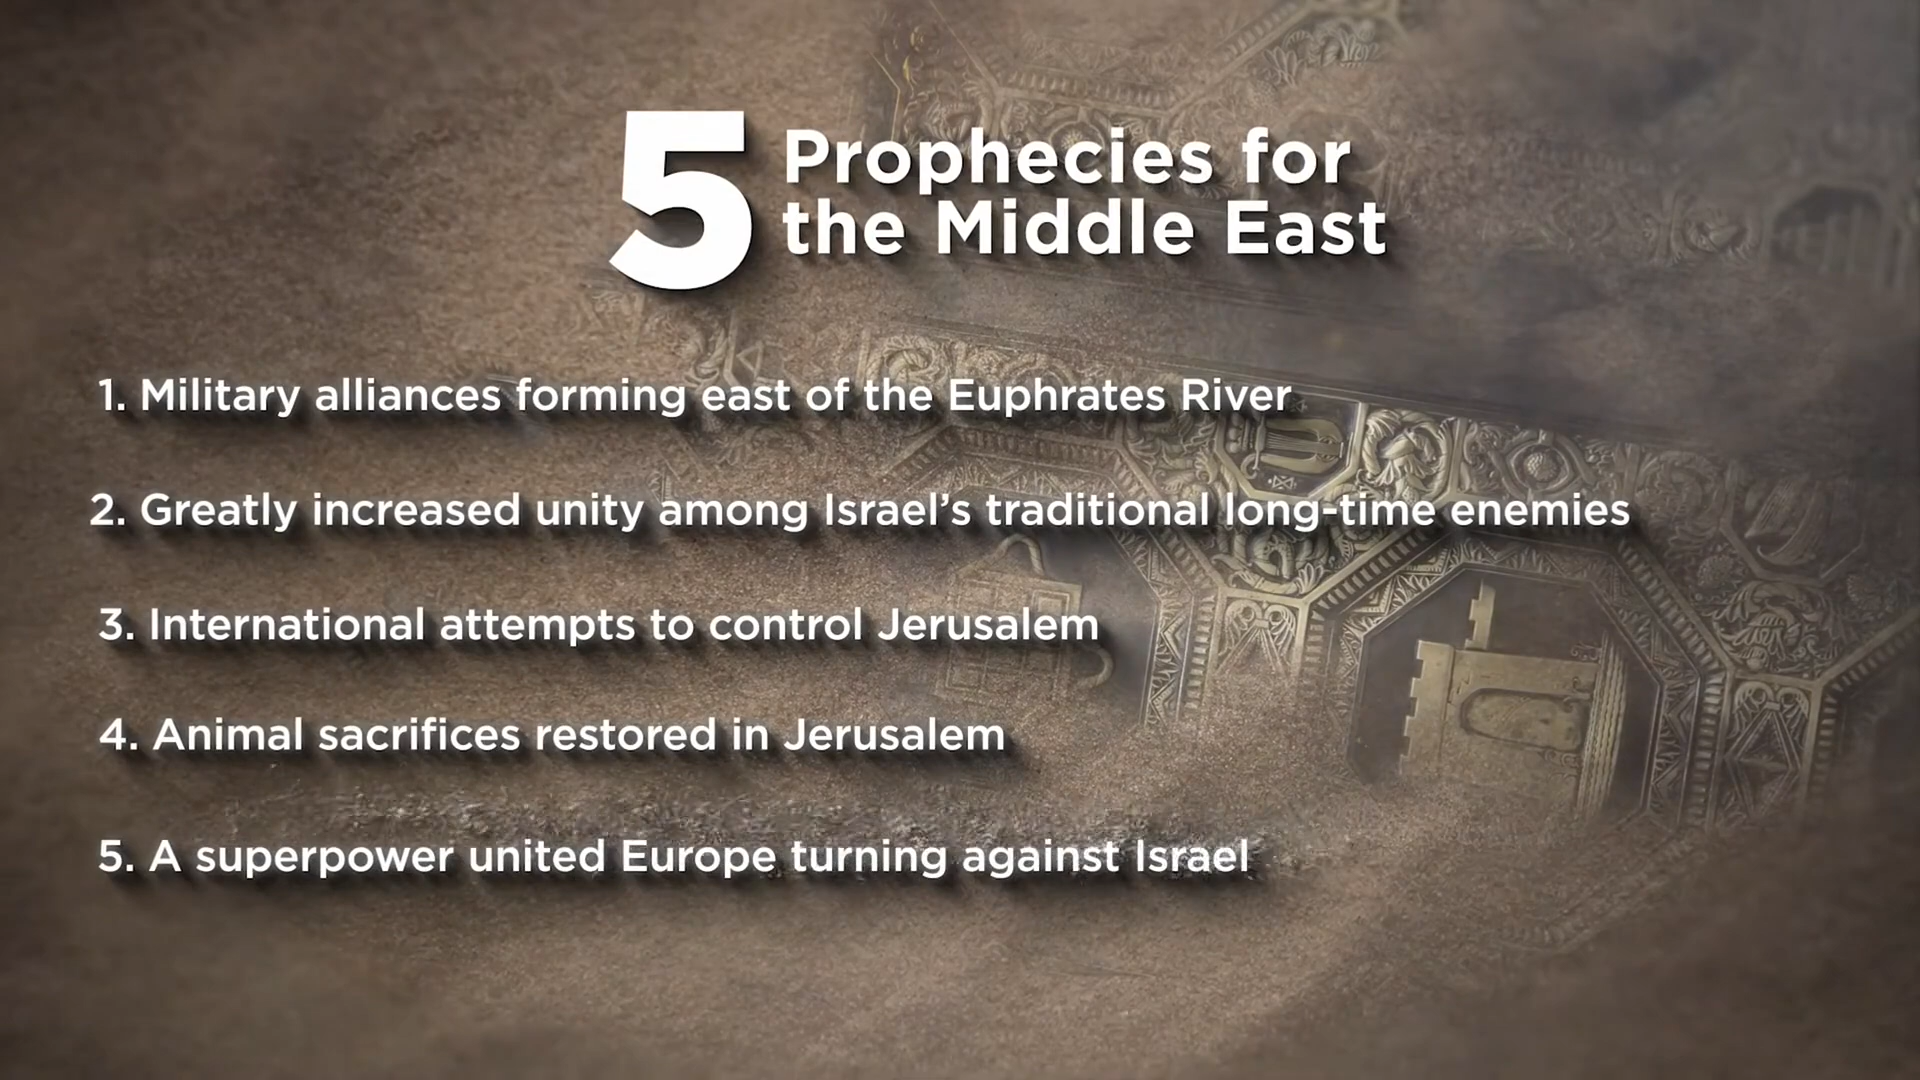 5 Prophecies for
the Middle East
1. Military alliances forming east of the Euphrates River
2. Greatly increased unity among Israel’s traditional long-time enemies
3. International attempts to control Jerusalem
4. Animal sacrifices restored in Jerusalem
5. A superpower united Europe turning against Israel